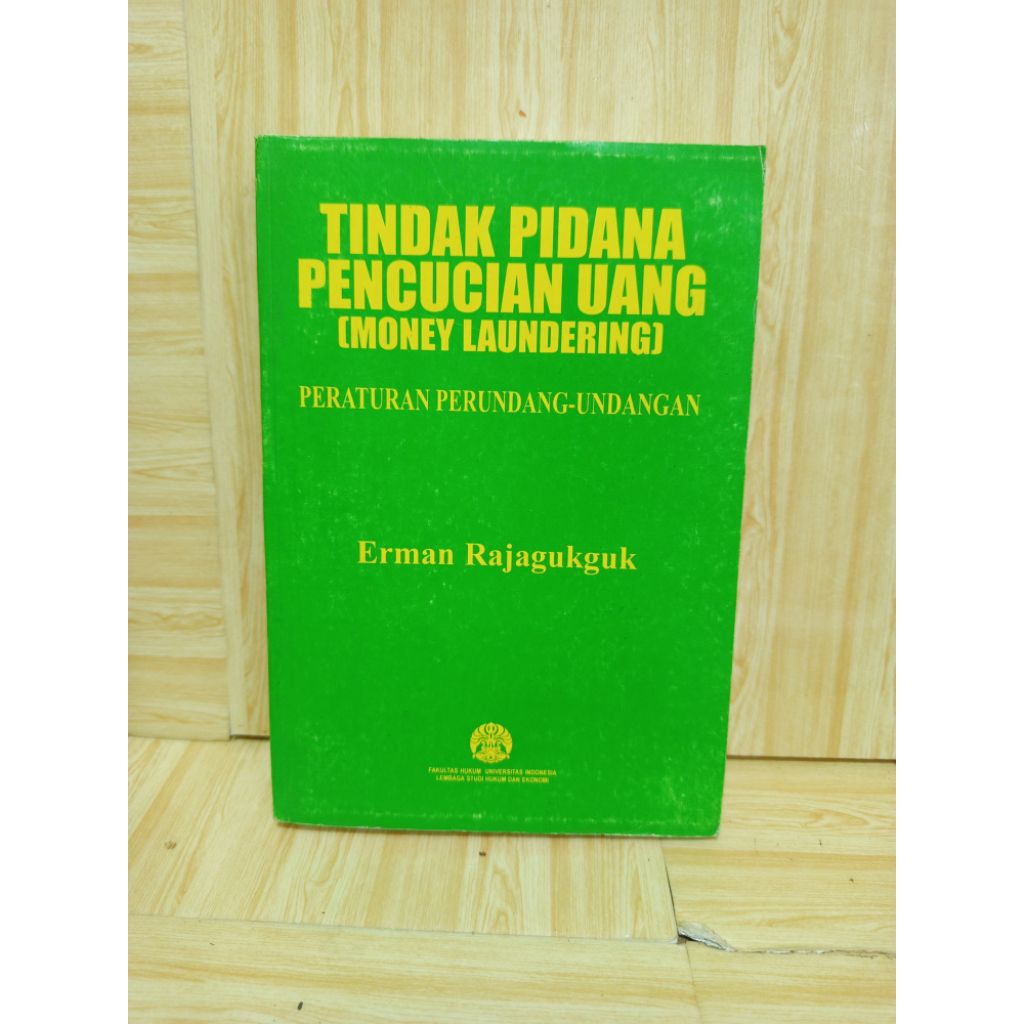 TINDAK PIDANA
PENCUCIAN UANG
(MONEY LAUNDERING)
PERATURAN PERUNDANG-UNDANGAN
Erman Rajagukguk
FAKULTAS HUKUM UNIVERSITAS INDONESIA
LEMBAGA STUDI HUKUM DAN EKONOMI